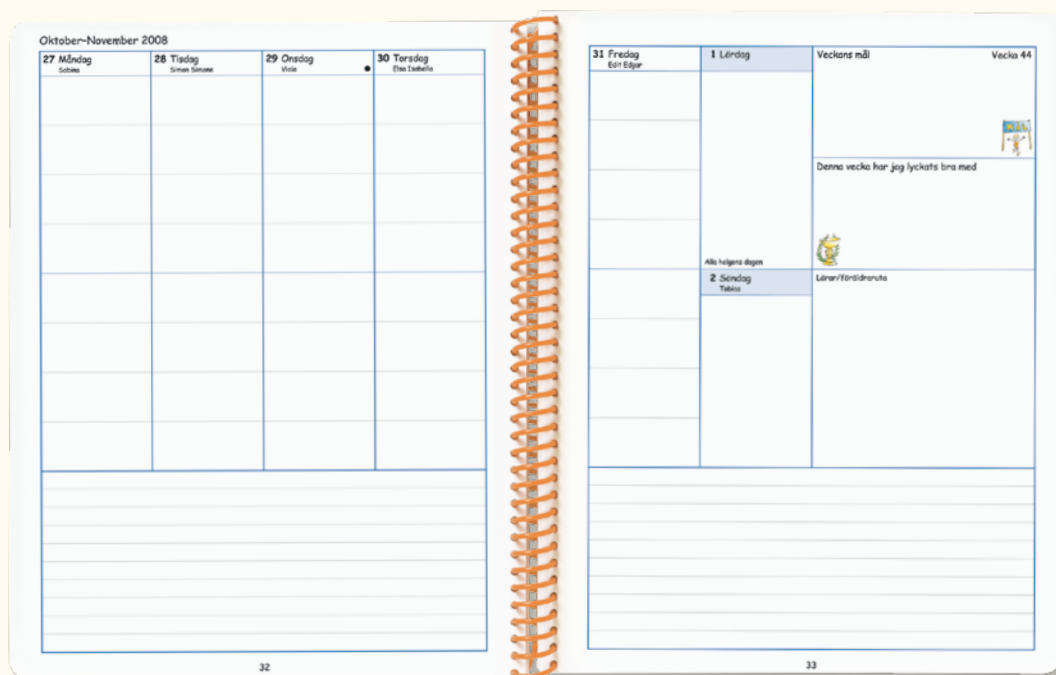 Oktober–November 2008
27 Måndag
Sabina
28 Tisdag
Simon Simone
29 Onsdag
Viola
30 Torsdag
Elsa Isabella
31 Fredag
Edit Edgar
1 Lördag
Alla helgons dagen
2 Söndag
Tobias
Veckans mål
Vecka 44
MÅL
Denna vecka har jag lyckats bra med
Lärar/föräldraruta
32
33